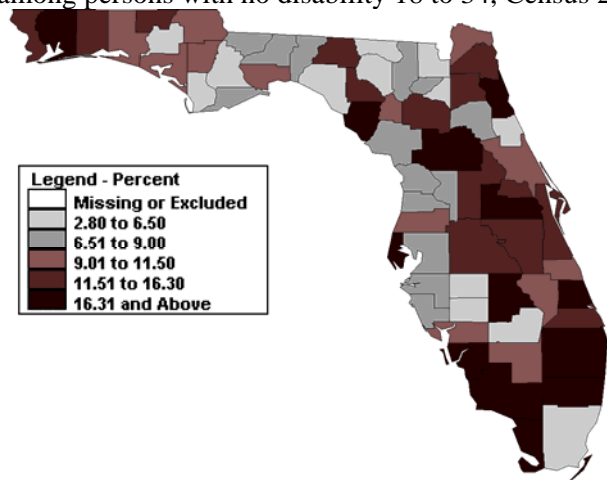 among persons with no disability 18 to 34, Census 2
Legend - Percent
Missing or Excluded
2.80 to 6.50
6.51 to 9.00
9.01 to 11.50
11.51 to 16.30
16.31 and Above